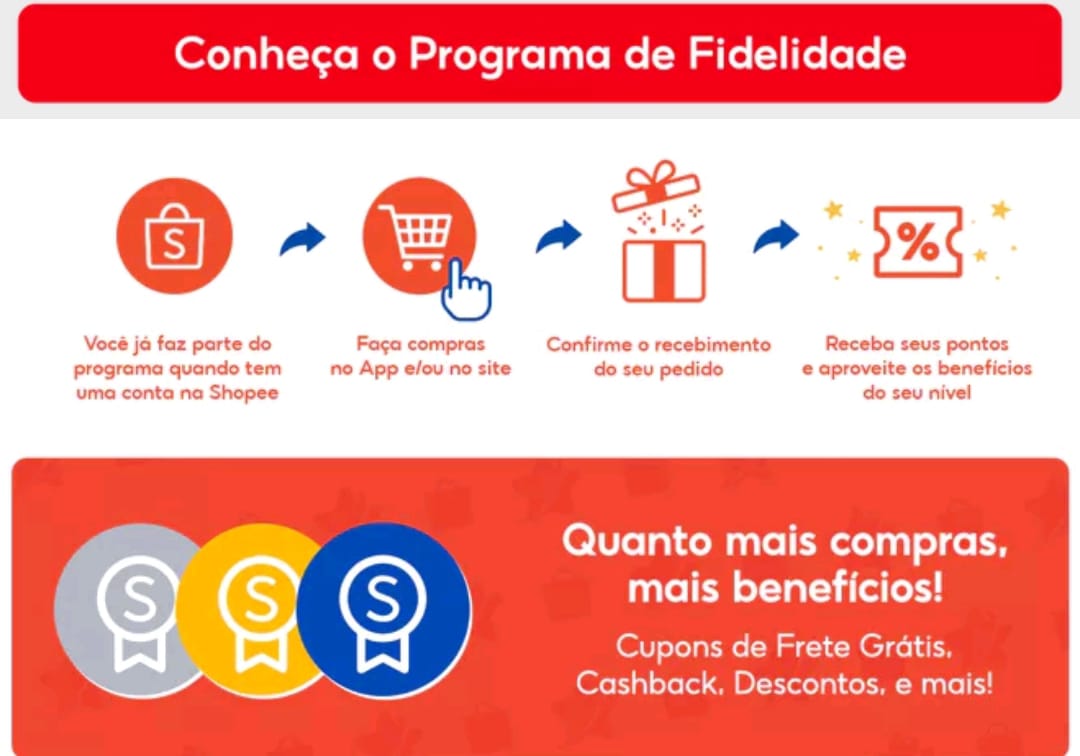 Conheça o Programa de Fidelidade
S
Você já faz parte do
programa quando tem
uma conta na Shopee
Faça compras
no App e/ou no site
Confirme o recebimento
do seu pedido
%
Receba seus pontos
e aproveite os benefícios
do seu nível
S
S
S
Quanto mais compras,
mais benefícios!
Cupons de Frete Grátis,
Cashback, Descontos, e mais!